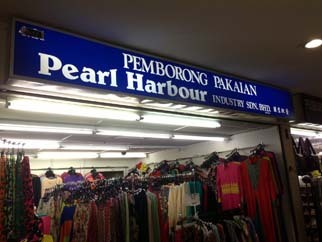 PEMBORONG PAKAIAN
Pearl Harbour INDUSTRY SDN. BHD.